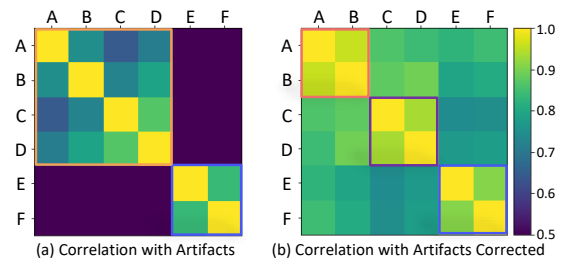 A B C D E F
A B C D E F
A
B
C
D
E
F
A
B
C
D
E
F
1.0
0.9
0.8
0.7
0.6
0.5
(a) Correlation with Artifacts
(b) Correlation with Artifacts Corrected